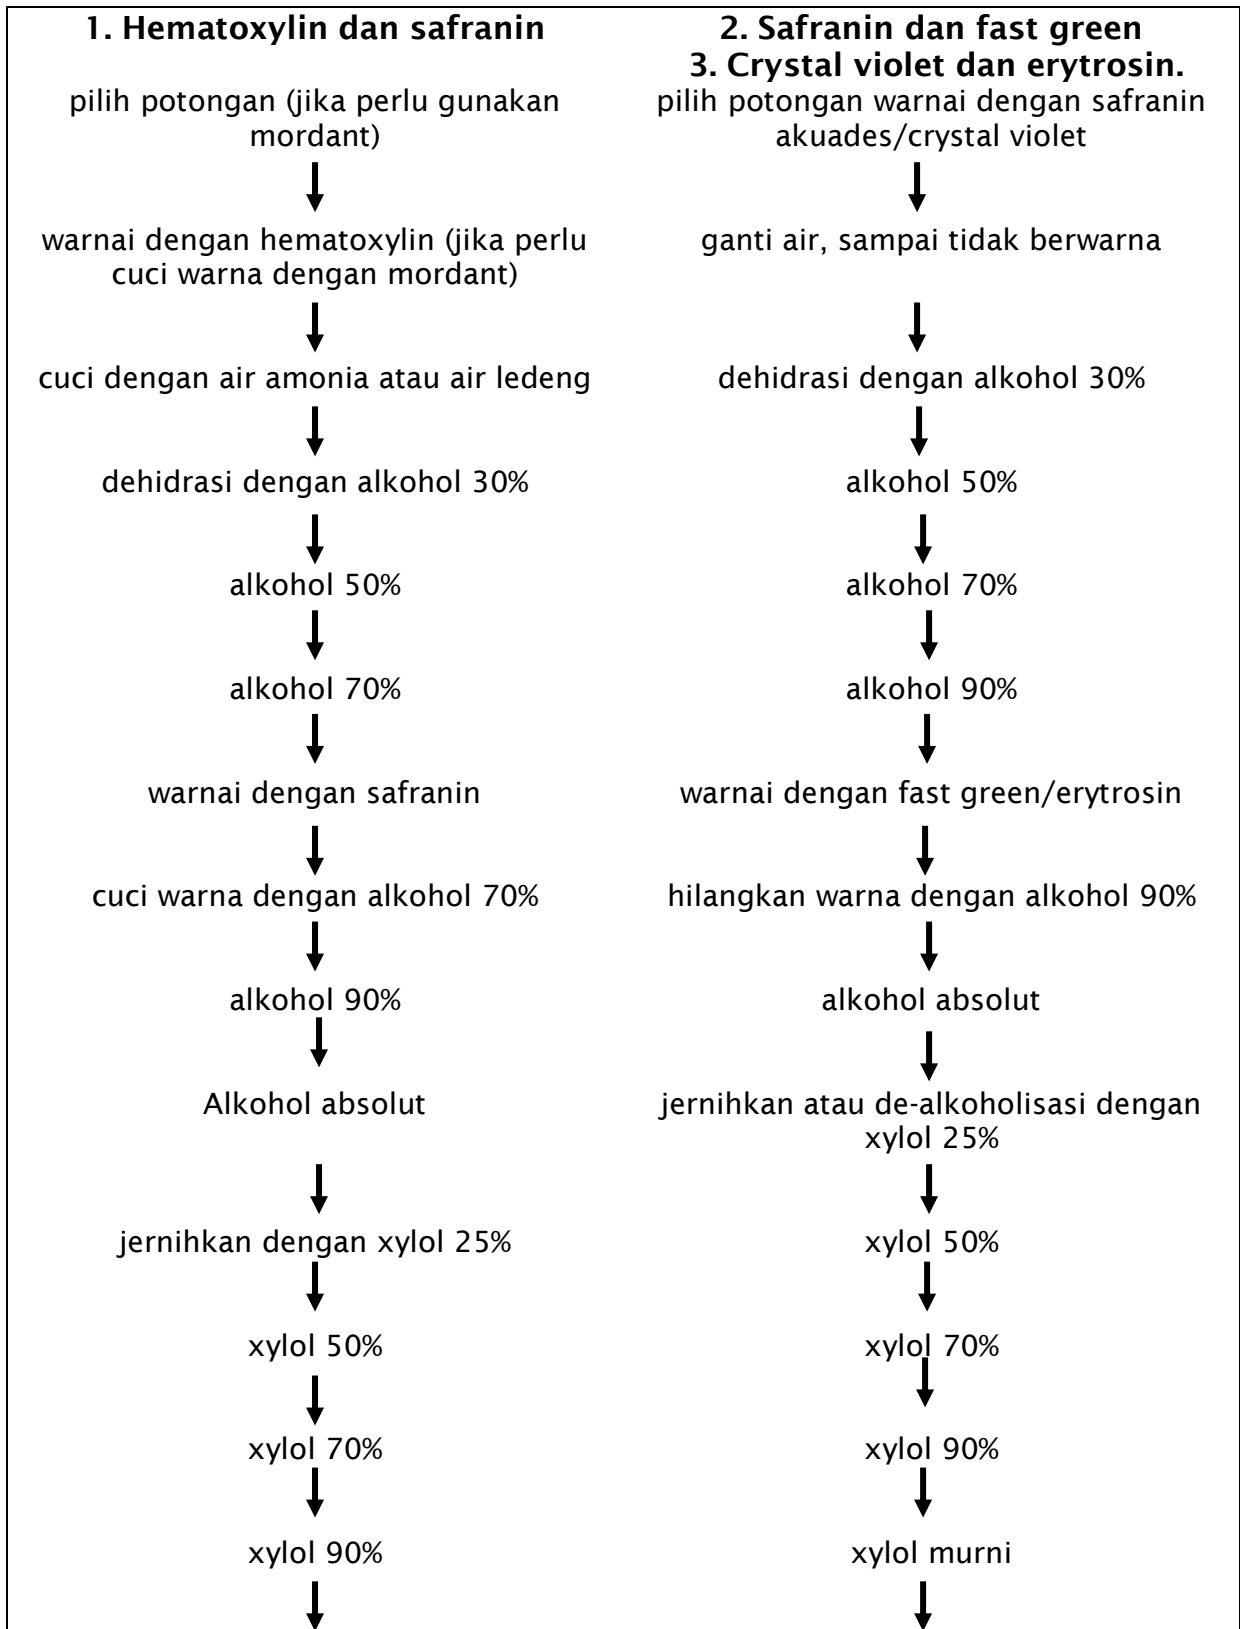 1. Hematoxylin dan safranin
pilih potongan (jika perlu gunakan
mordant)
warnai dengan hematoxylin (jika perlu
cuci warna dengan mordant)
cuci dengan air amonia atau air ledeng
dehidrasi dengan alkohol 30%
alkohol 50%
alkohol 70%
warnai dengan safranin
cuci warna dengan alkohol 70%
alkohol 90%
Alkohol absolut
jernihkan dengan xylol 25%
xylol 50%
xylol 70%
xylol 90%
2. Safranin dan fast green
3. Crystal violet dan erytrosin.
pilih potongan warnai dengan safranin
akuades/crystal violet
ganti air, sampai tidak berwarna
dehidrasi dengan alkohol 30%
alkohol 50%
alkohol 70%
alkohol 90%
warnai dengan fast green/erytrosin
hilangkan warna dengan alkohol 90%
alkohol absolut
jernihkan atau de-alkoholisasi dengan
xylol 25%
xylol 50%
xylol 70%
xylol 90%
xylol murni